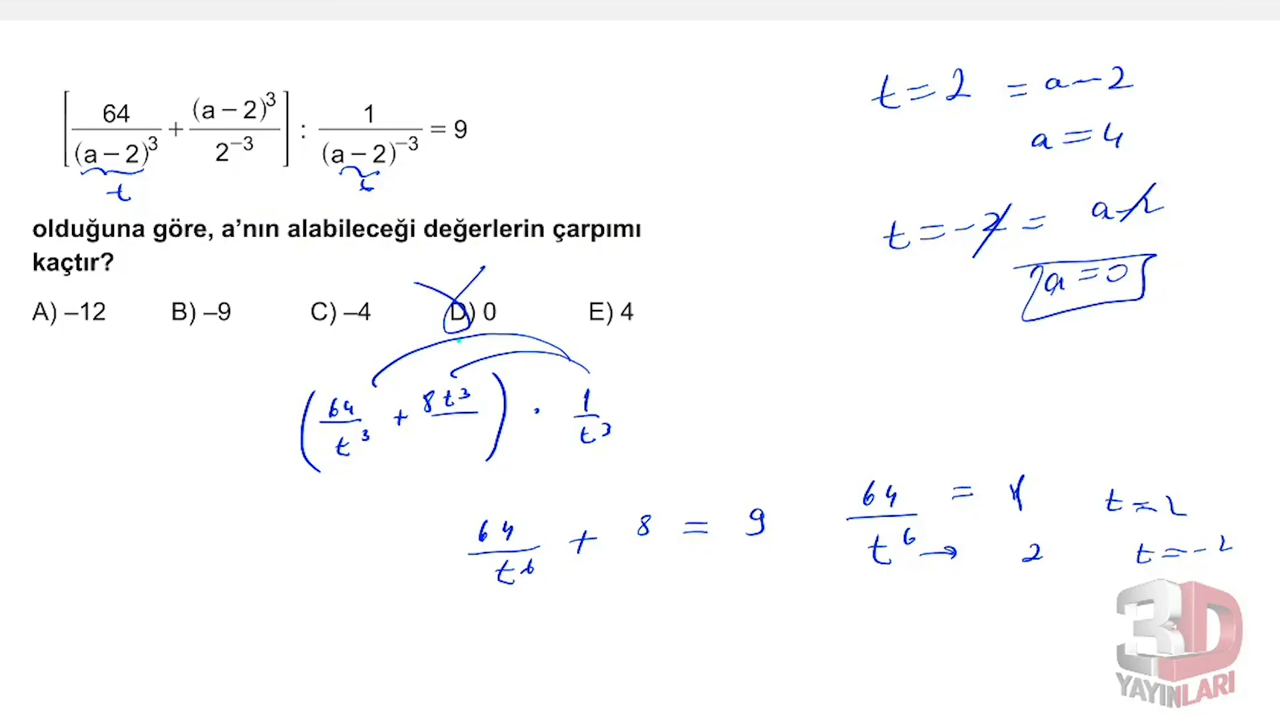 [64/(a – 2)³ + (a – 2)³/2⁻³] : 1/(a – 2)⁻³ = 9
t t
olduğuna göre, a’nın alabileceği değerlerin çarpımı
kaçtır?
A) –12 B) –9 C) –4 D) 0 E) 4
t = 2 = a – 2
a = 4
t = –2 = a – 2
a = 0
(64/t³ + 8t³) · 1/t³
64/t⁶ + 8 = 9
64/t⁶ = 1 t = 2
→ 2 t = –2
3D
YAYINLARI